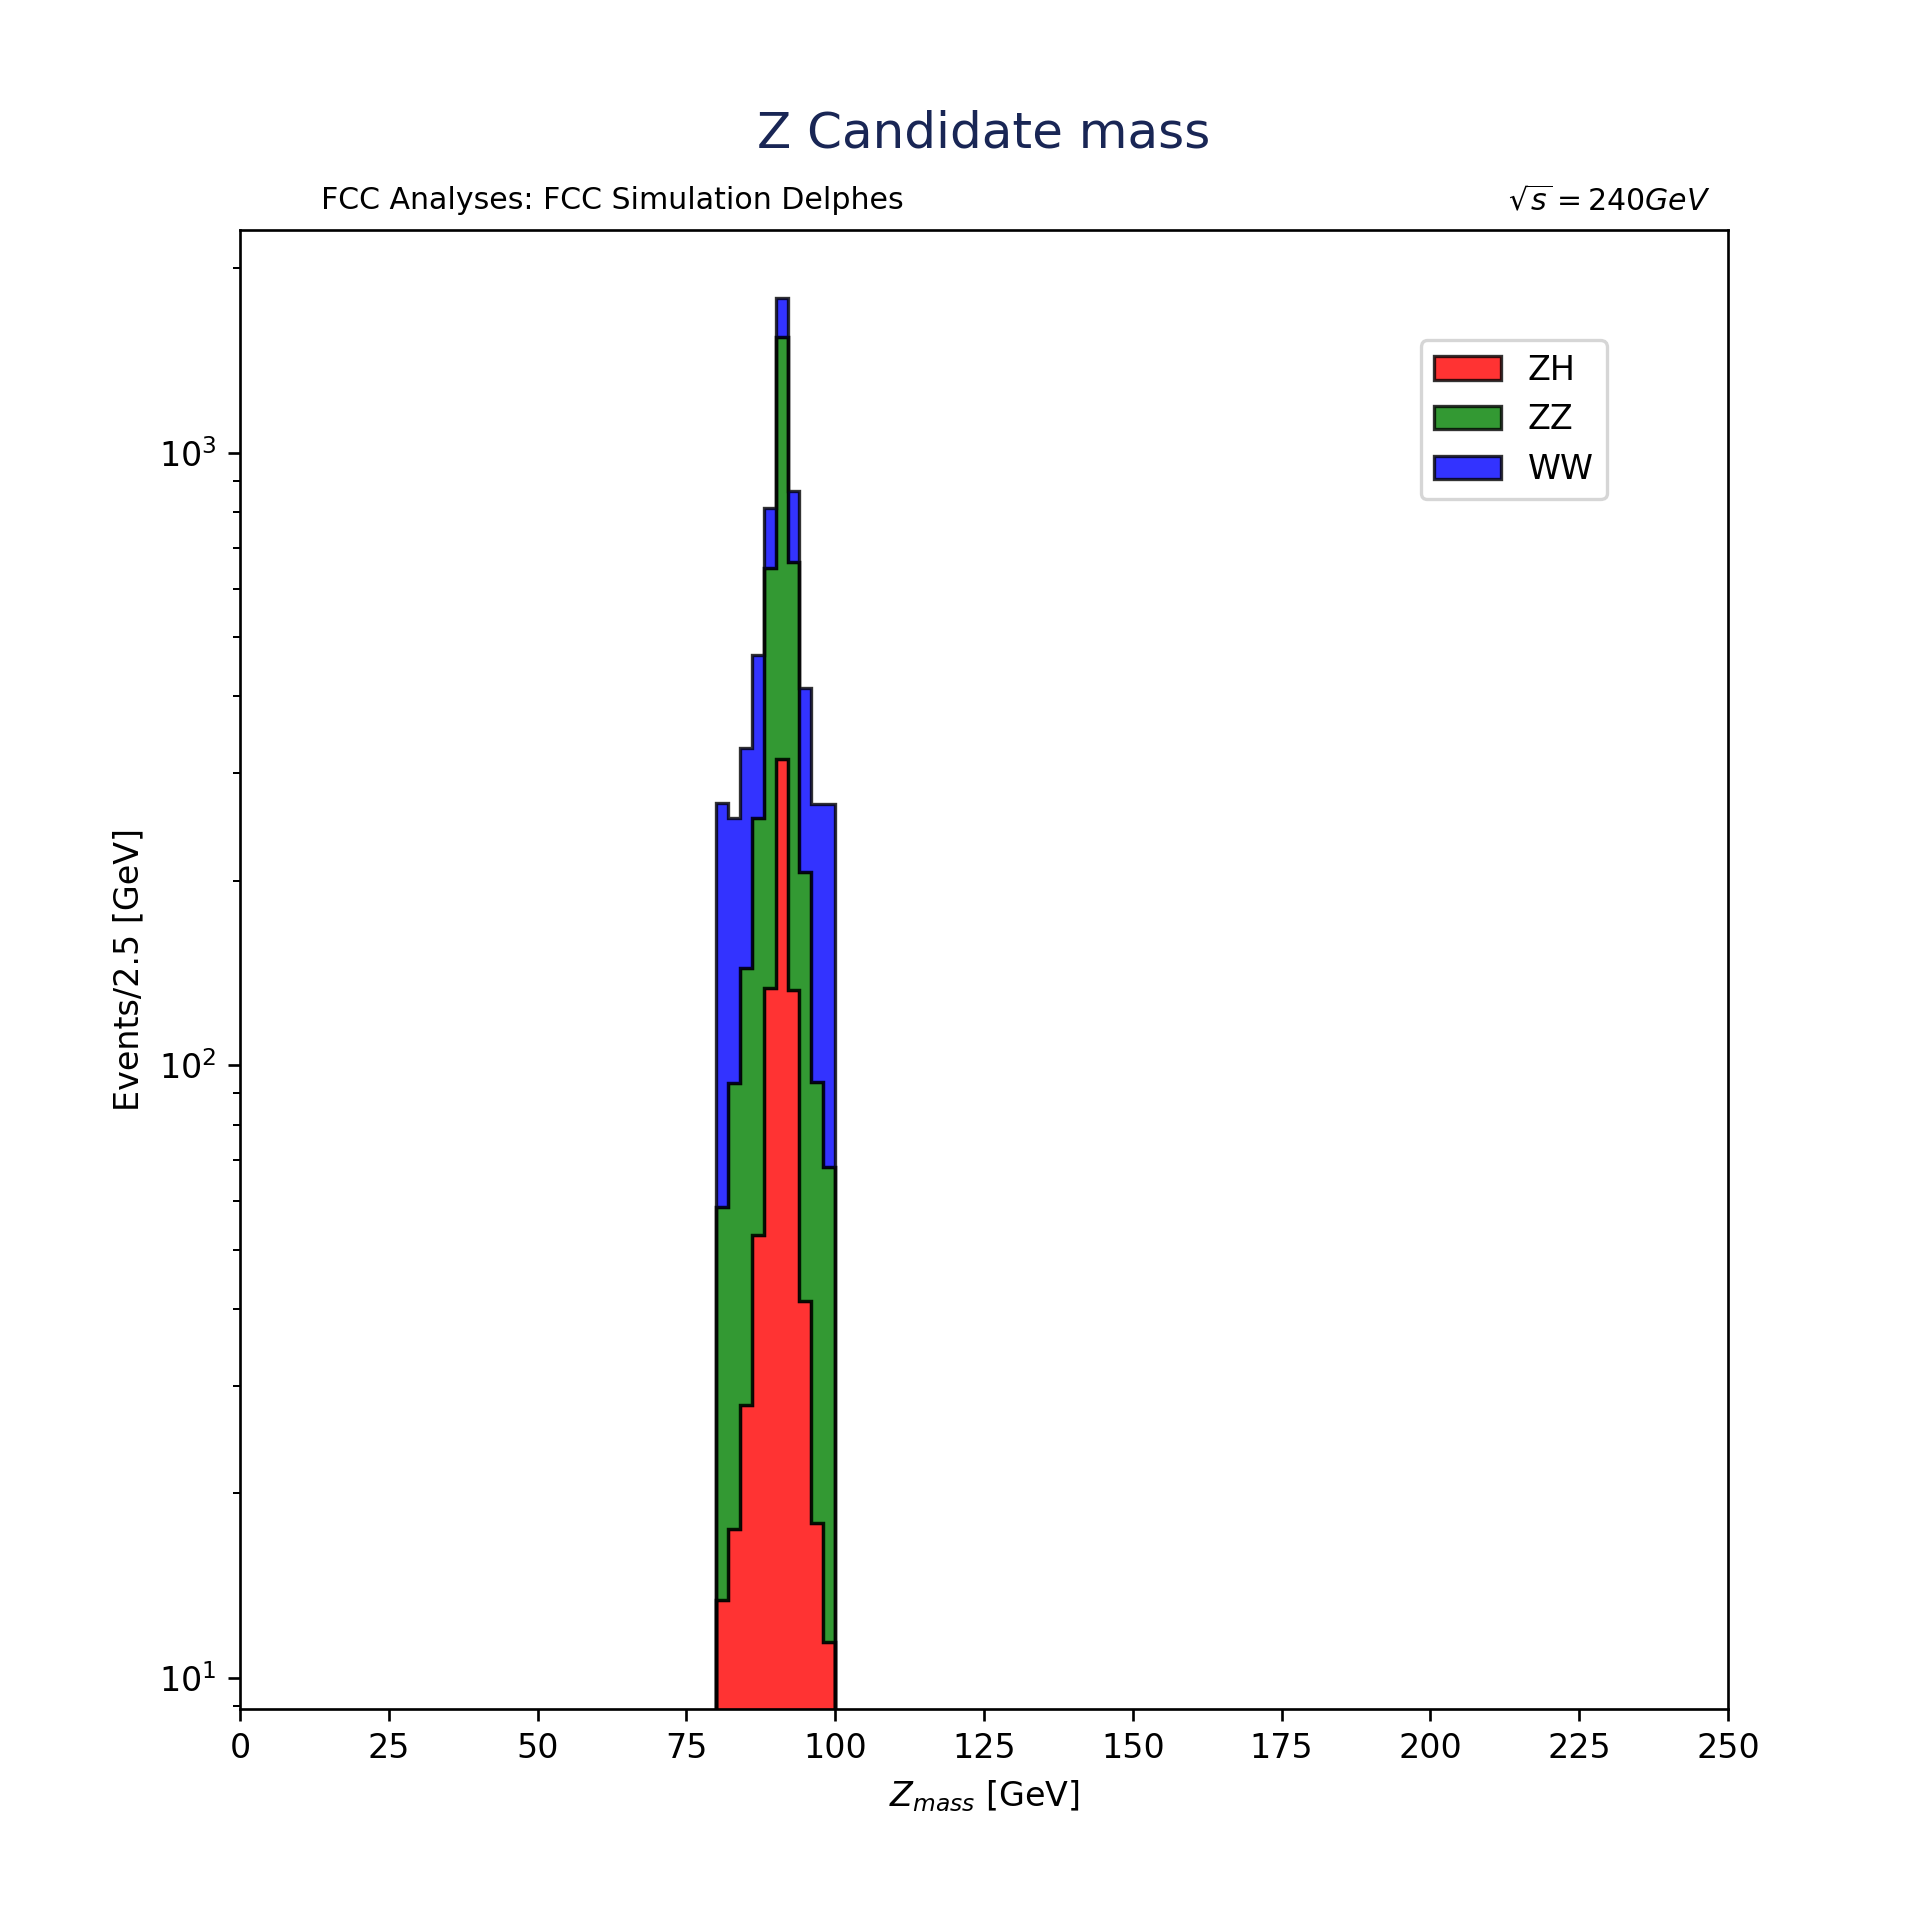 Z Candidate mass
FCC Analyses: FCC Simulation Delphes
√s = 240GeV
ZH
ZZ
WW
10³
10²
10¹
Events/2.5 [GeV]
0 25 50 75 100 125 150 175 200 225 250
Z_mass [GeV]